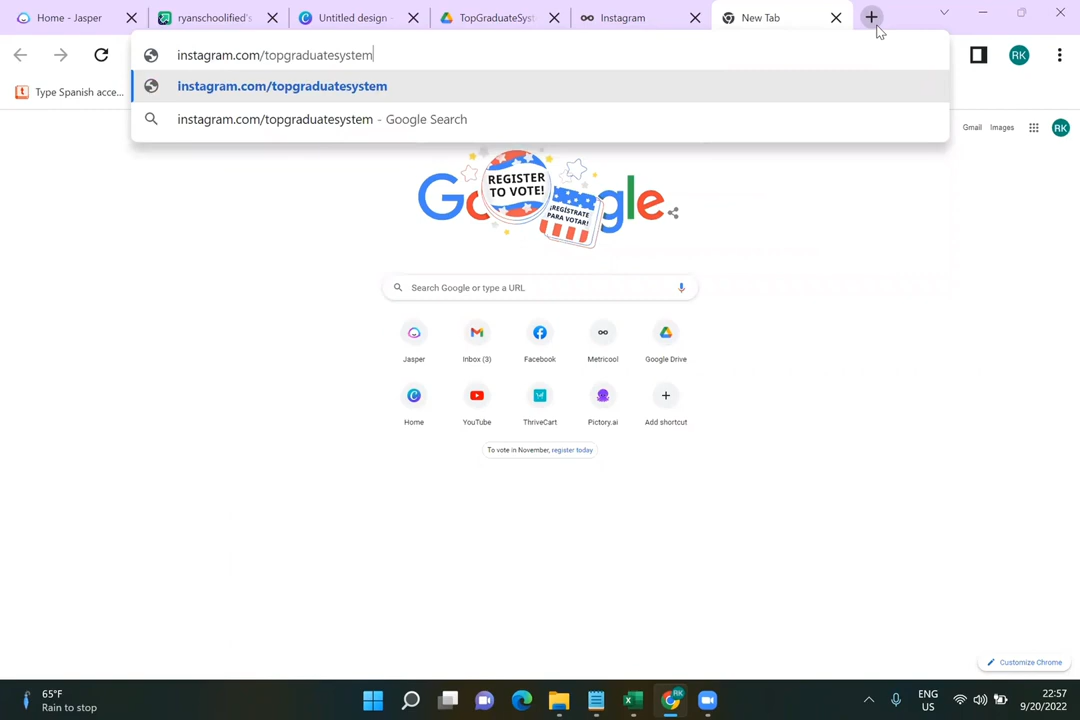 Home - Jasper
ryanschoolified's
Untitled design -
TopGraduateSyst
Instagram
New Tab
instagram.com/topgraduatesystem
RK
Type Spanish acce...
instagram.com/topgraduatesystem
instagram.com/topgraduatesystem - Google Search
Gmail Images RK
Google
REGISTER TO VOTE!
¡REGÍSTRATE PARA VOTAR!
Search Google or type a URL
Jasper Inbox (3) Facebook Metricool Google Drive
Home YouTube ThriveCart Pictory.ai Add shortcut
To vote in November, register today
Customize Chrome
65°F
Rain to stop
RK
ENG
US
22:57
9/20/2022